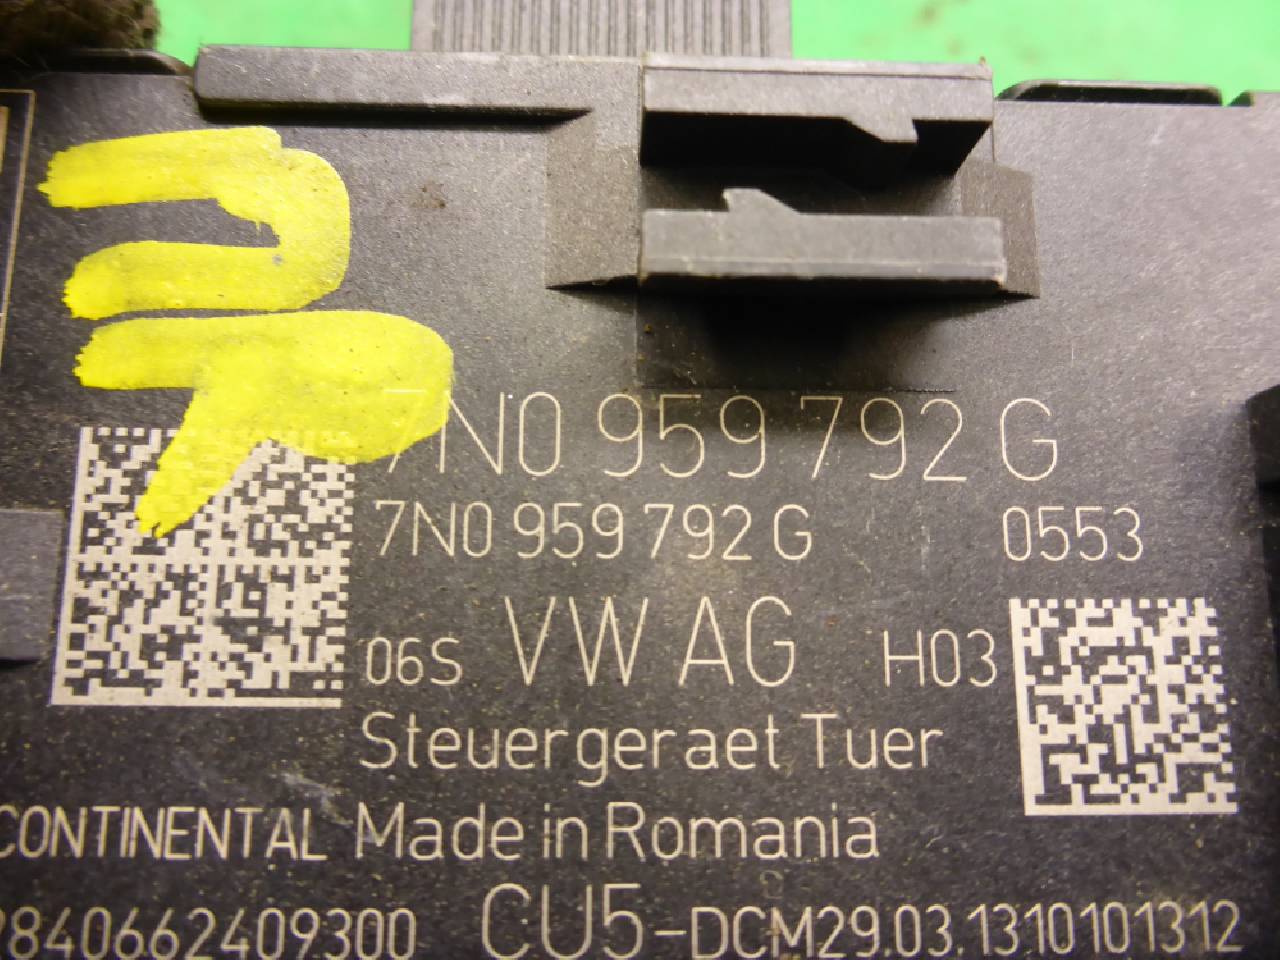 7N0 959 792 G
7N0 959 792 G 0553
06S VW AG H03
Steuergeraet Tuer
CONTINENTAL Made in Romania
840662409300 CU5-DCM29.03.1310101312